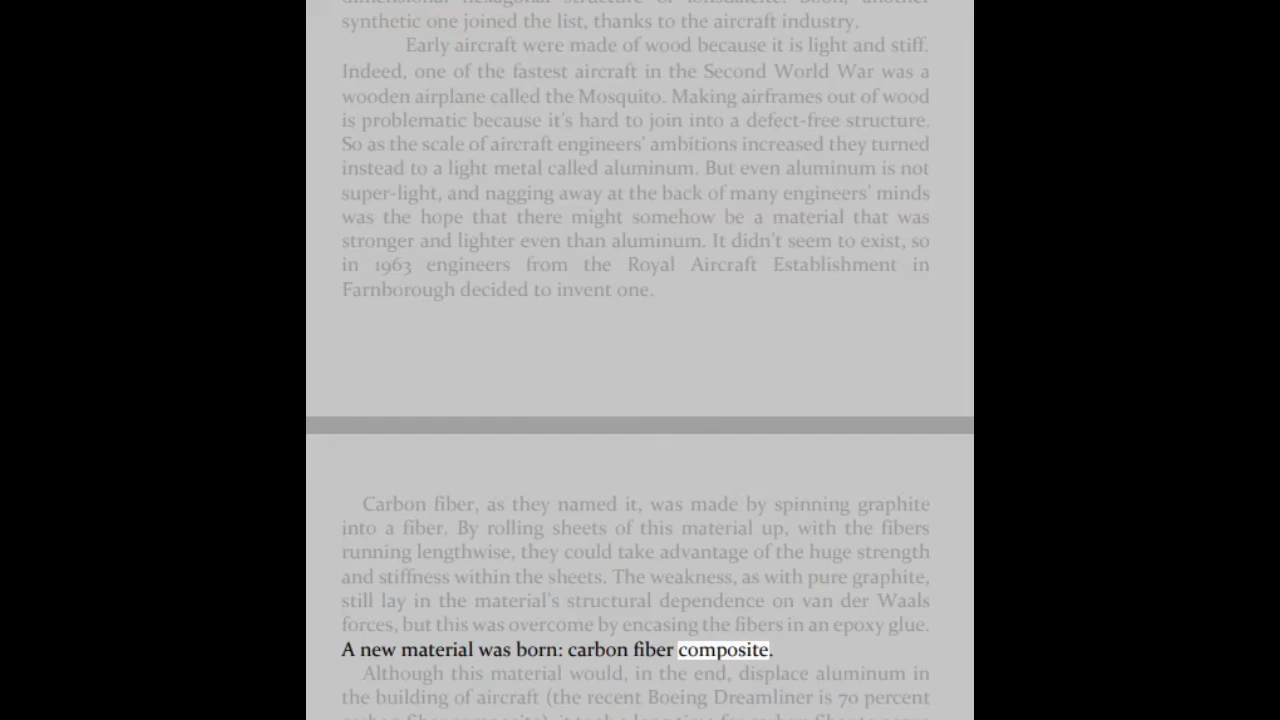 dimensional hexagonal structure of lonsdaleite. Soon, another
synthetic one joined the list, thanks to the aircraft industry.
Early aircraft were made of wood because it is light and stiff.
Indeed, one of the fastest aircraft in the Second World War was a
wooden airplane called the Mosquito. Making airframes out of wood
is problematic because it's hard to join into a defect-free structure.
So as the scale of aircraft engineers' ambitions increased they turned
instead to a light metal called aluminum. But even aluminum is not
super-light, and nagging away at the back of many engineers' minds
was the hope that there might somehow be a material that was
stronger and lighter even than aluminum. It didn't seem to exist, so
in 1963 engineers from the Royal Aircraft Establishment in
Farnborough decided to invent one.
Carbon fiber, as they named it, was made by spinning graphite
into a fiber. By rolling sheets of this material up, with the fibers
running lengthwise, they could take advantage of the huge strength
and stiffness within the sheets. The weakness, as with pure graphite,
still lay in the material's structural dependence on van der Waals
forces, but this was overcome by encasing the fibers in an epoxy glue.
A new material was born: carbon fiber composite.
Although this material would, in the end, displace aluminum in
the building of aircraft (the recent Boeing Dreamliner is 70 percent